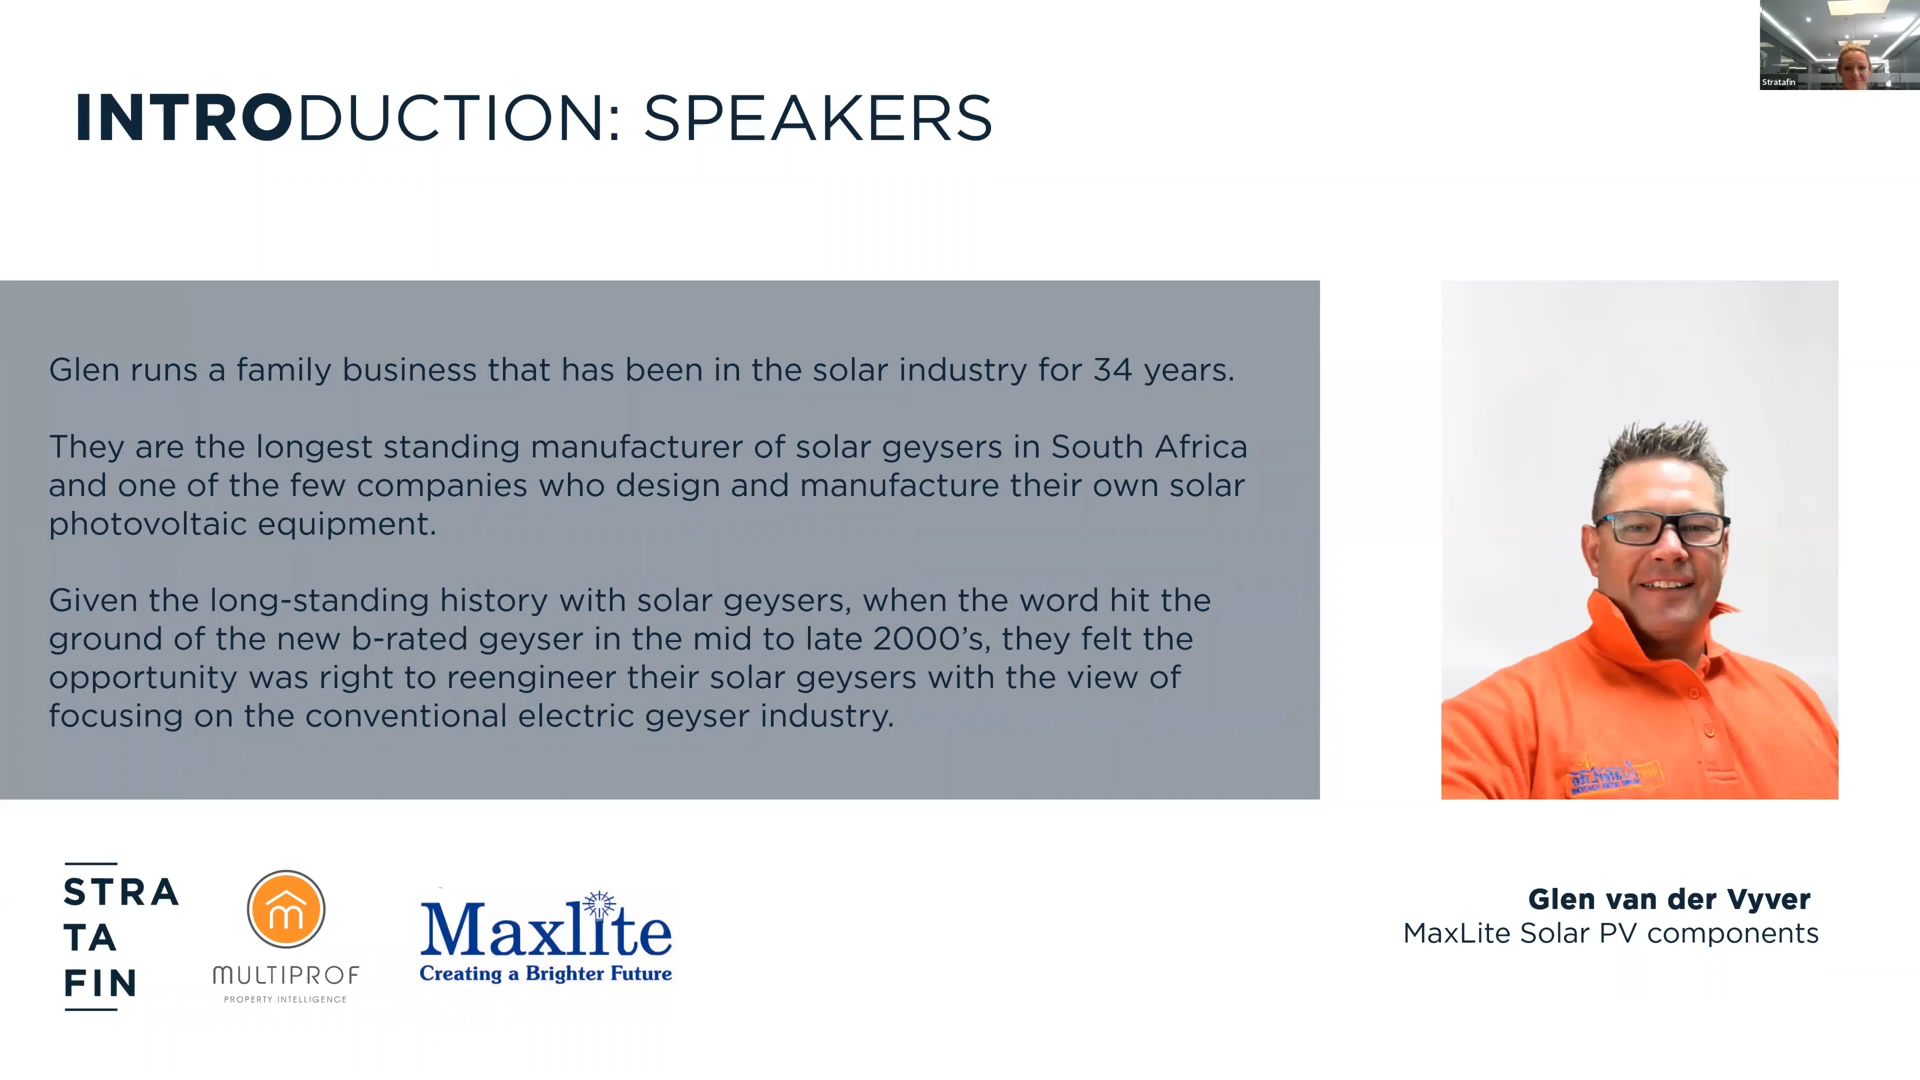 Stratafin
INTRODUCTION: SPEAKERS
Glen runs a family business that has been in the solar industry for 34 years.
They are the longest standing manufacturer of solar geysers in South Africa
and one of the few companies who design and manufacture their own solar
photovoltaic equipment.
Given the long-standing history with solar geysers, when the word hit the
ground of the new b-rated geyser in the mid to late 2000’s, they felt the
opportunity was right to reengineer their solar geysers with the view of
focusing on the conventional electric geyser industry.
STRA
TA
FIN
MULTIPROF
PROPERTY INTELLIGENCE
Maxlite
Creating a Brighter Future
Glen van der Vyver
MaxLite Solar PV components